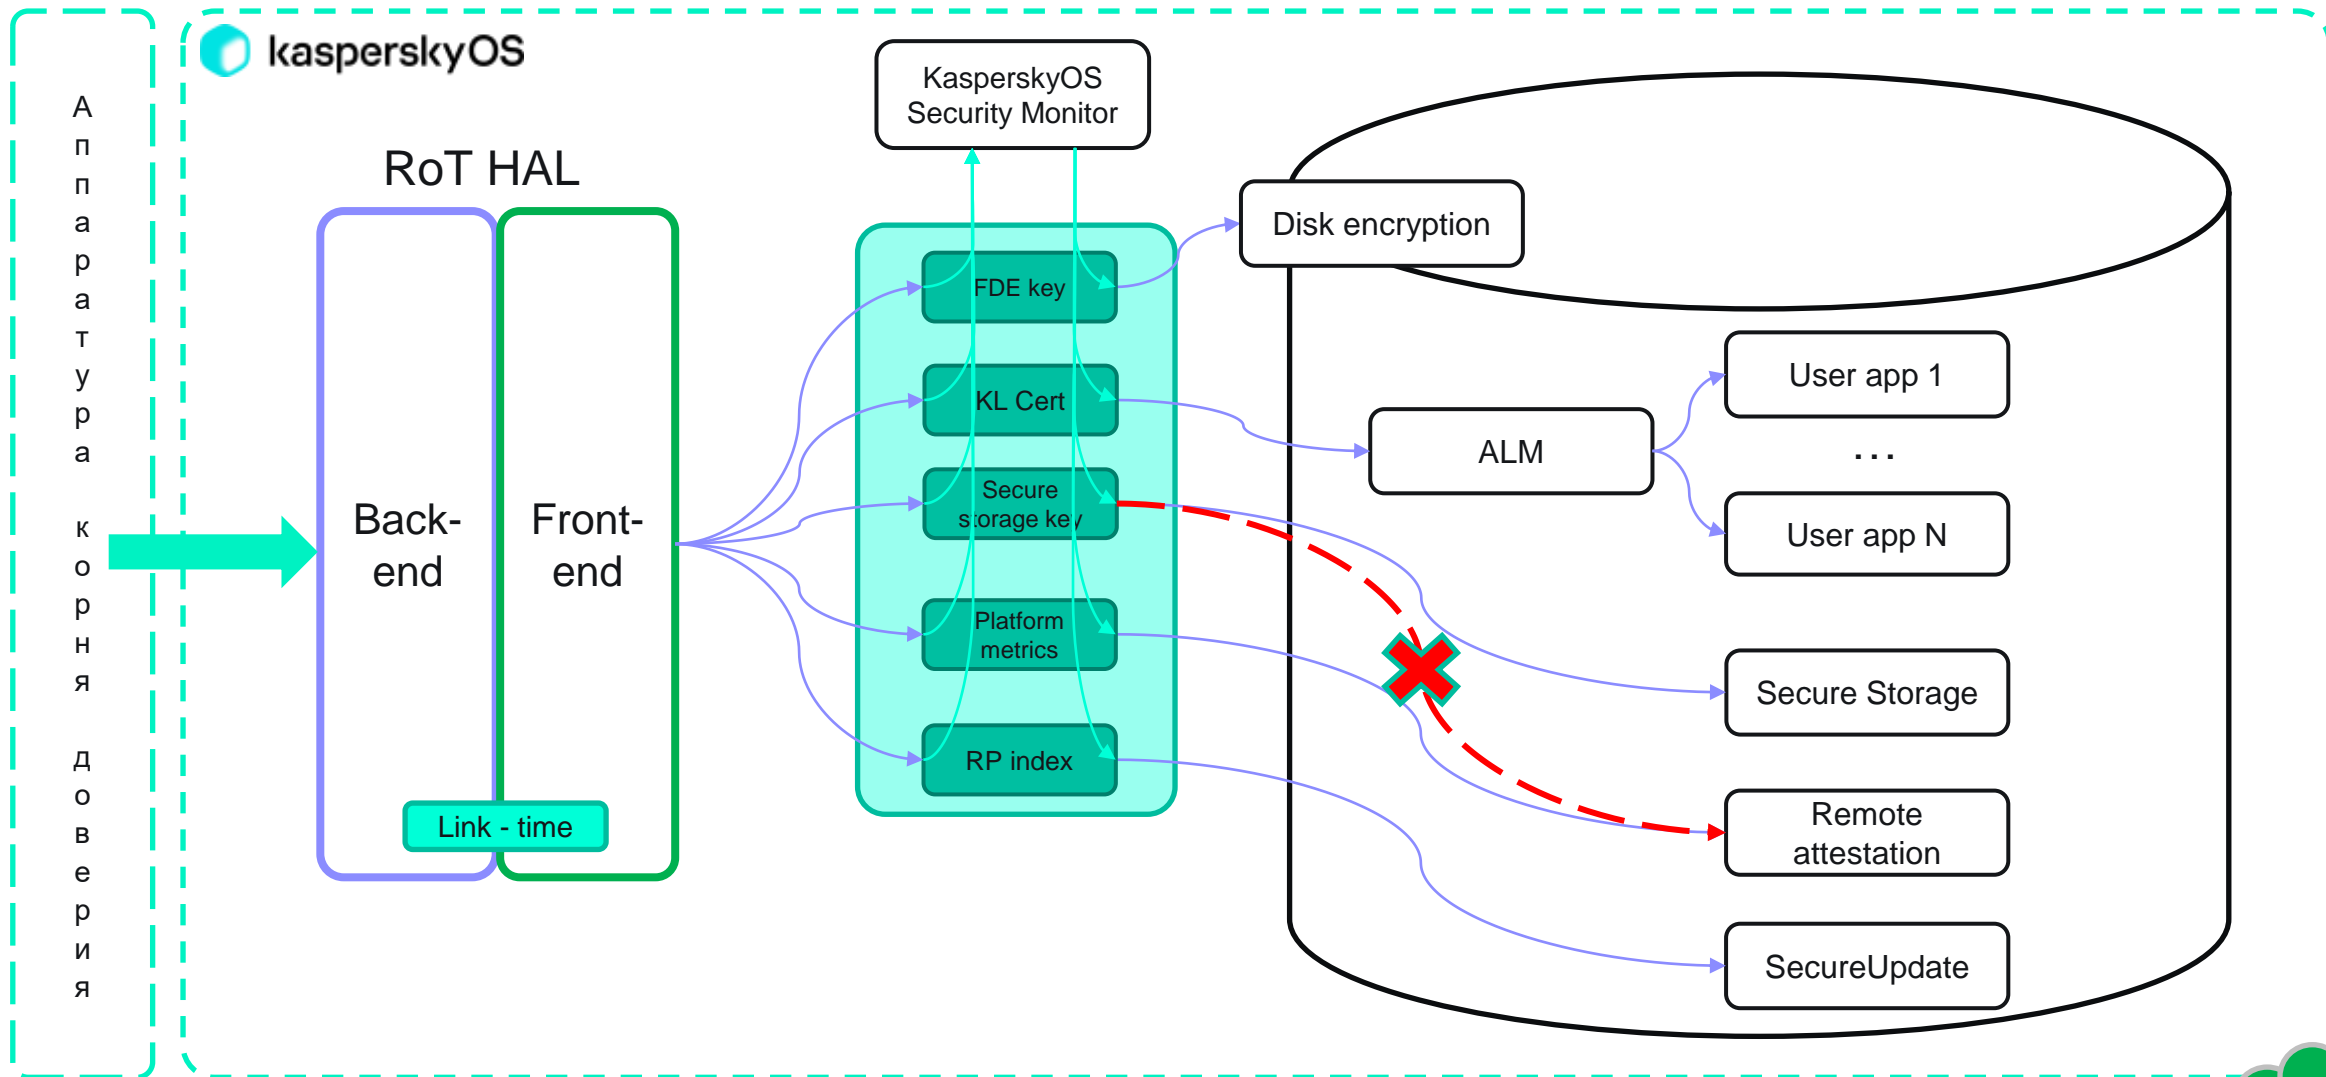 Аппаратура корня доверия
kasperskyOS
RoT HAL
Back-
end
Front-
end
Link - time
KasperskyOS
Security Monitor
FDE key
KL Cert
Secure
storage key
Platform
metrics
RP index
Disk encryption
ALM
User app 1
...
User app N
Secure Storage
Remote
attestation
SecureUpdate